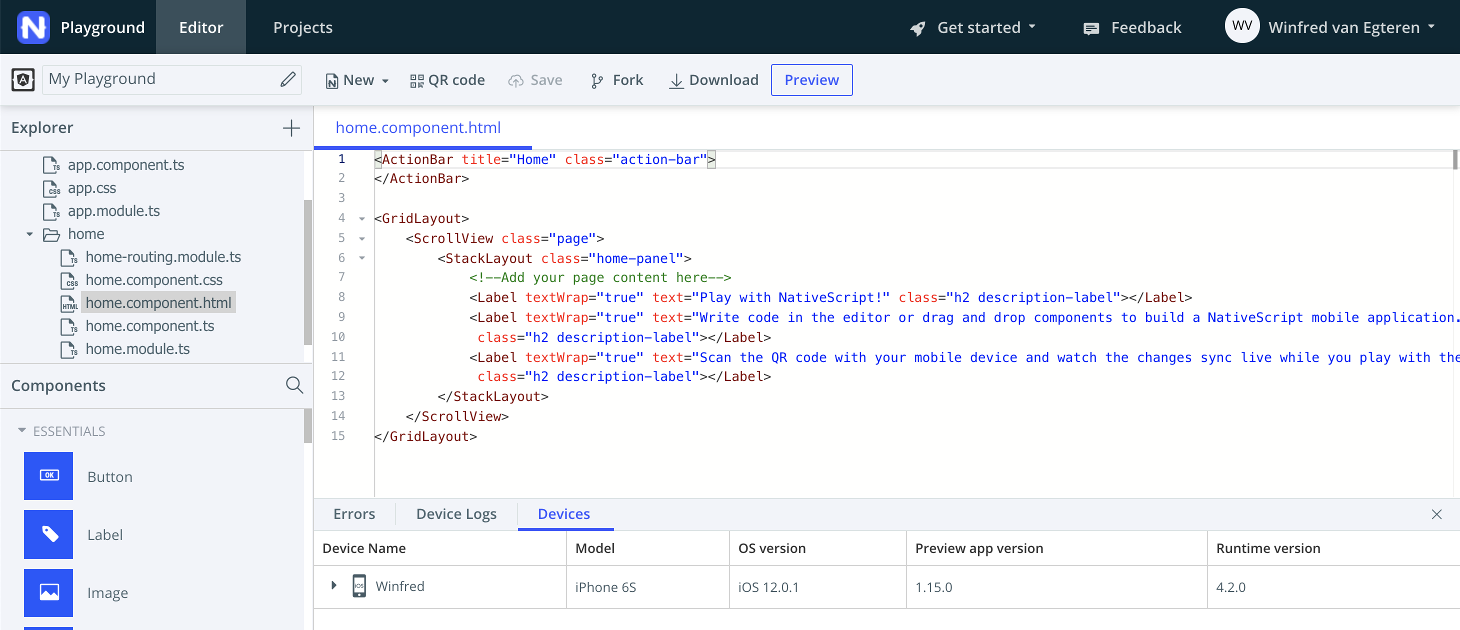 Playground Editor Projects Get started Feedback WV Winfred van Egteren
My Playground New QR code Save Fork Download Preview
Explorer
app.component.ts
app.css
app.module.ts
home
home-routing.module.ts
home.component.css
home.component.html
home.component.ts
home.module.ts
Components
ESSENTIALS
OK Button
Label
Image
home.component.html
1 <ActionBar title="Home" class="action-bar">
2 </ActionBar>
3
4 <GridLayout>
5 <ScrollView class="page">
6 <StackLayout class="home-panel">
7 <!--Add your page content here-->
8 <Label textWrap="true" text="Play with NativeScript!" class="h2 description-label"></Label>
9 <Label textWrap="true" text="Write code in the editor or drag and drop components to build a NativeScript mobile application.
10 class="h2 description-label"></Label>
11 <Label textWrap="true" text="Scan the QR code with your mobile device and watch the changes sync live while you play with the
12 class="h2 description-label"></Label>
13 </StackLayout>
14 </ScrollView>
15 </GridLayout>
Errors Device Logs Devices
Device Name Model OS version Preview app version Runtime version
Winfred iPhone 6S iOS 12.0.1 1.15.0 4.2.0